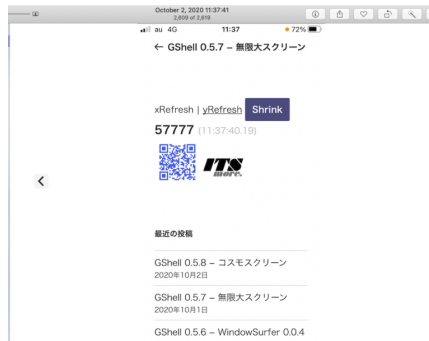 October 2, 2020 11:37:41
2,609 of 2,619
au 4G 11:37 72%
← GShell 0.5.7 – 無限大スクリーン
xRefresh | yRefresh Shrink
57777 (11:37:40.19)
ITS
more.
最近の投稿
GShell 0.5.8 – コスモスクリーン
2020年10月2日
GShell 0.5.7 – 無限大スクリーン
2020年10月1日
GShell 0.5.6 – WindowSurfer 0.0.4